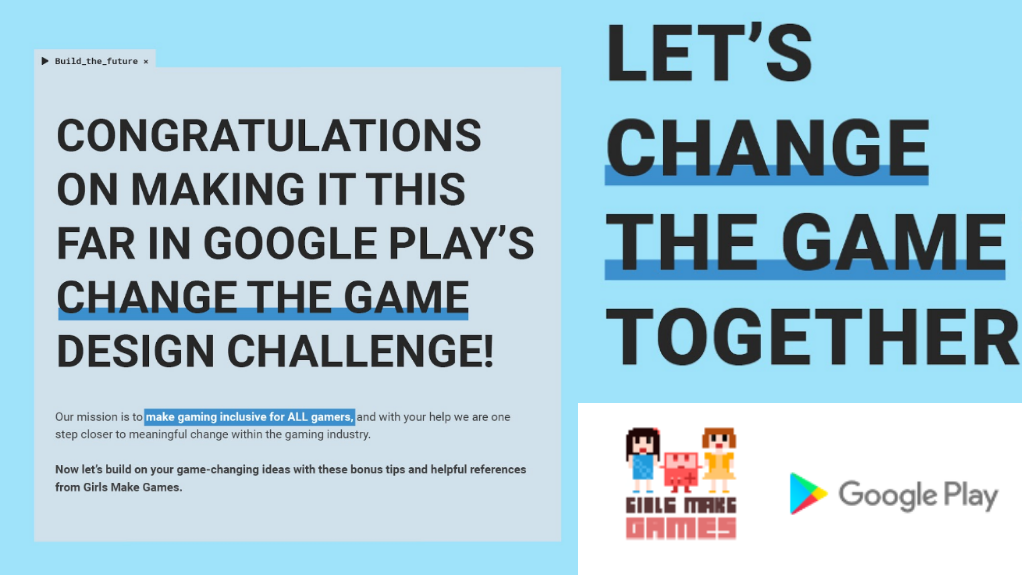 Build_the_future ×
CONGRATULATIONS
ON MAKING IT THIS
FAR IN GOOGLE PLAY’S
CHANGE THE GAME
DESIGN CHALLENGE!
Our mission is to make gaming inclusive for ALL gamers, and with your help we are one
step closer to meaningful change within the gaming industry.
Now let’s build on your game-changing ideas with these bonus tips and helpful references
from Girls Make Games.
LET’S
CHANGE
THE GAME
TOGETHER
GIRLS MAKE
GAMES
Google Play